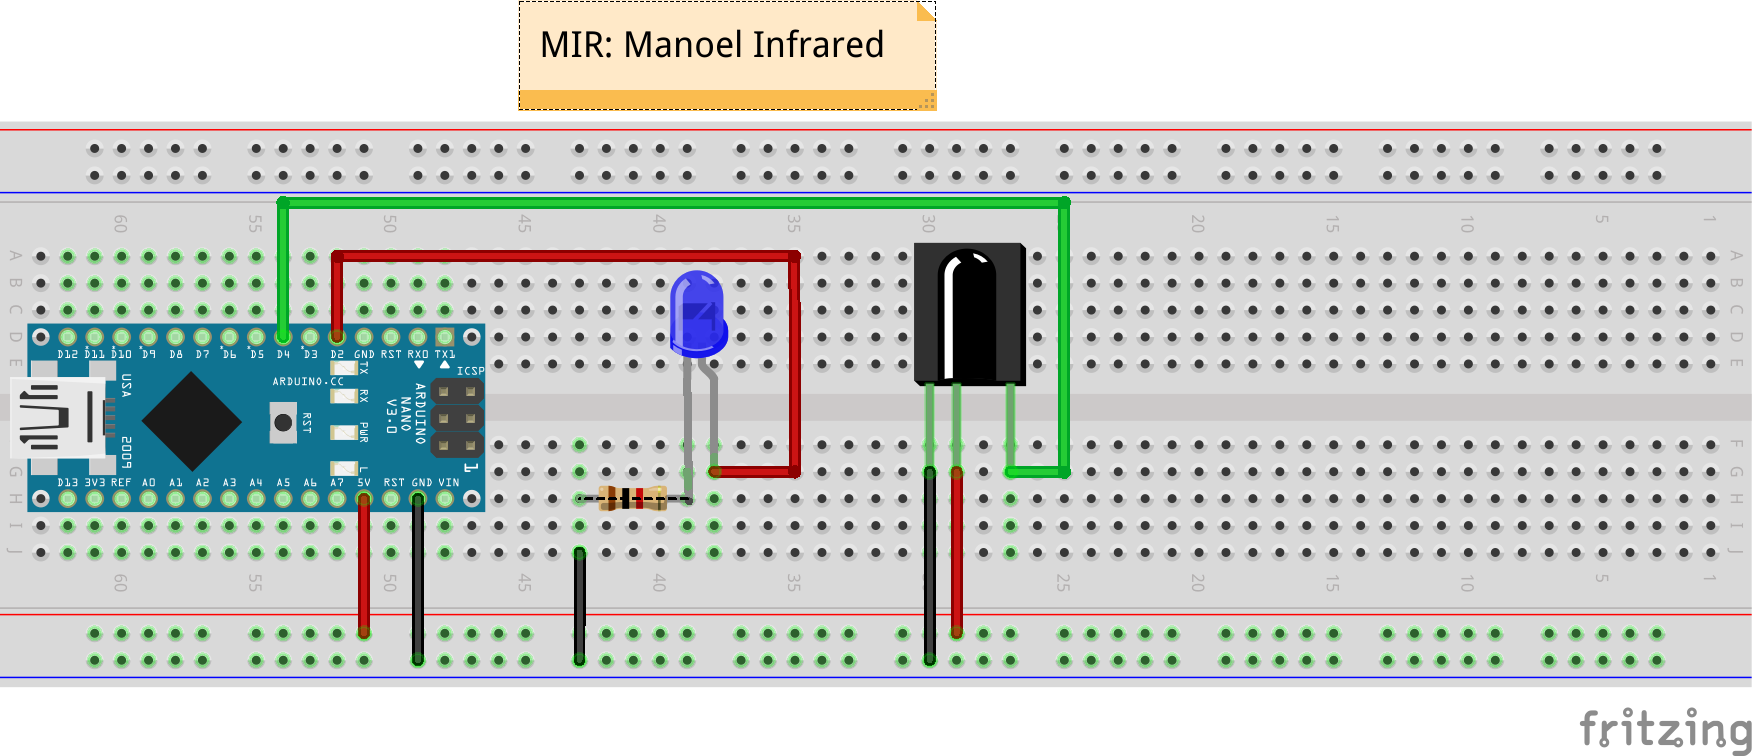 MIR: Manoel Infrared
60 55 50 45 40 35 30 25 20 15 10 5 1
A A
B B
C C
D D
E E
D12 D11 D10 D9 D8 D7 D6 D5 D4 D3 D2 GND RST RX0 TX1
ICSP
USA
ARDUINO.CC
TX
RX
RST
PWR
L
ARDUINO
NANO
V3.0
2009
1
D13 3V3 REF A0 A1 A2 A3 A4 A5 A6 A7 5V RST GND VIN
F
G
H
I I
J J
60 55 50 45 40 35 30 25 20 15 10 5 1
fritzing